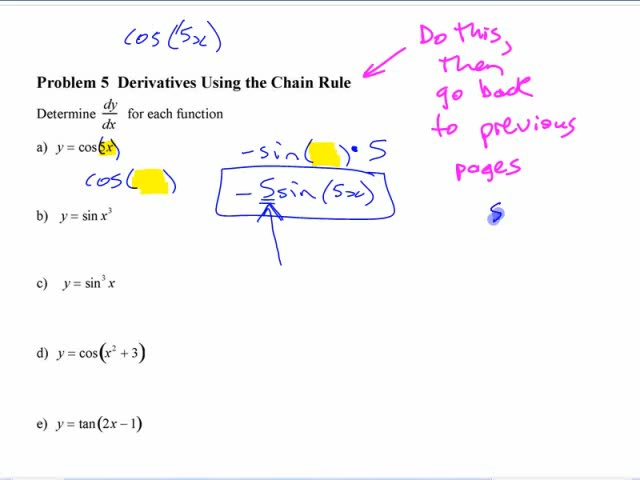 cos(5x)
Do this,
then
go back
to previous
pages
Problem 5 Derivatives Using the Chain Rule
Determine dy/dx for each function
a) y = cos(5x)
-sin( ) • 5
cos( )
-5sin(5x)
5
b) y = sin x³
c) y = sin³ x
d) y = cos(x² + 3)
e) y = tan(2x − 1)